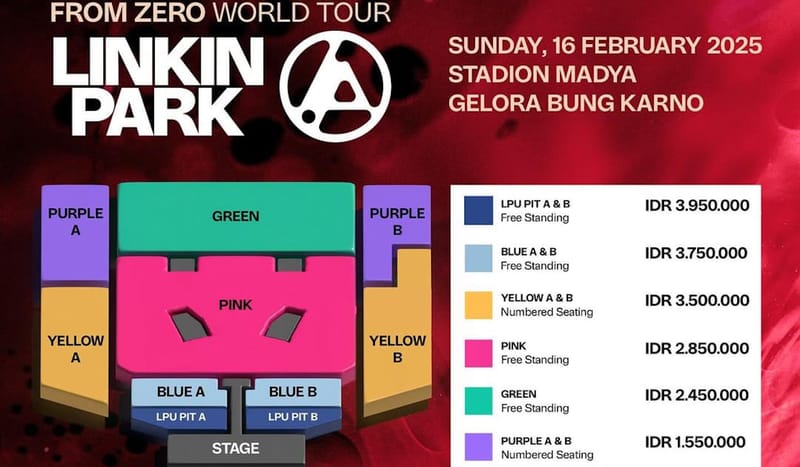 FROM ZERO WORLD TOUR
LINKIN
PARK
SUNDAY, 16 FEBRUARY 2025
STADION MADYA
GELORA BUNG KARNO
PURPLE
A
GREEN
PURPLE
B
PINK
YELLOW
A
YELLOW
B
BLUE A
BLUE B
LPU PIT A
LPU PIT B
STAGE
LPU PIT A & B IDR 3.950.000
Free Standing
BLUE A & B IDR 3.750.000
Free Standing
YELLOW A & B IDR 3.500.000
Numbered Seating
PINK IDR 2.850.000
Free Standing
GREEN IDR 2.450.000
Free Standing
PURPLE A & B IDR 1.550.000
Numbered Seating